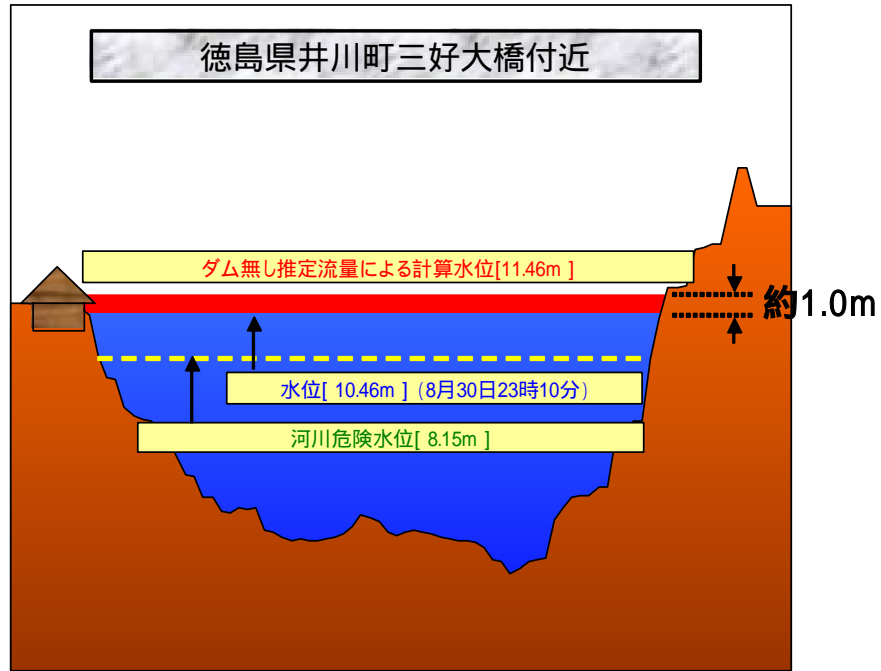 徳島県井川町三好大橋付近
ダム無し推定流量による計算水位[11.46m ]
約1.0m
水位[ 10.46m ]（8月30日23時10分）
河川危険水位[ 8.15m ]